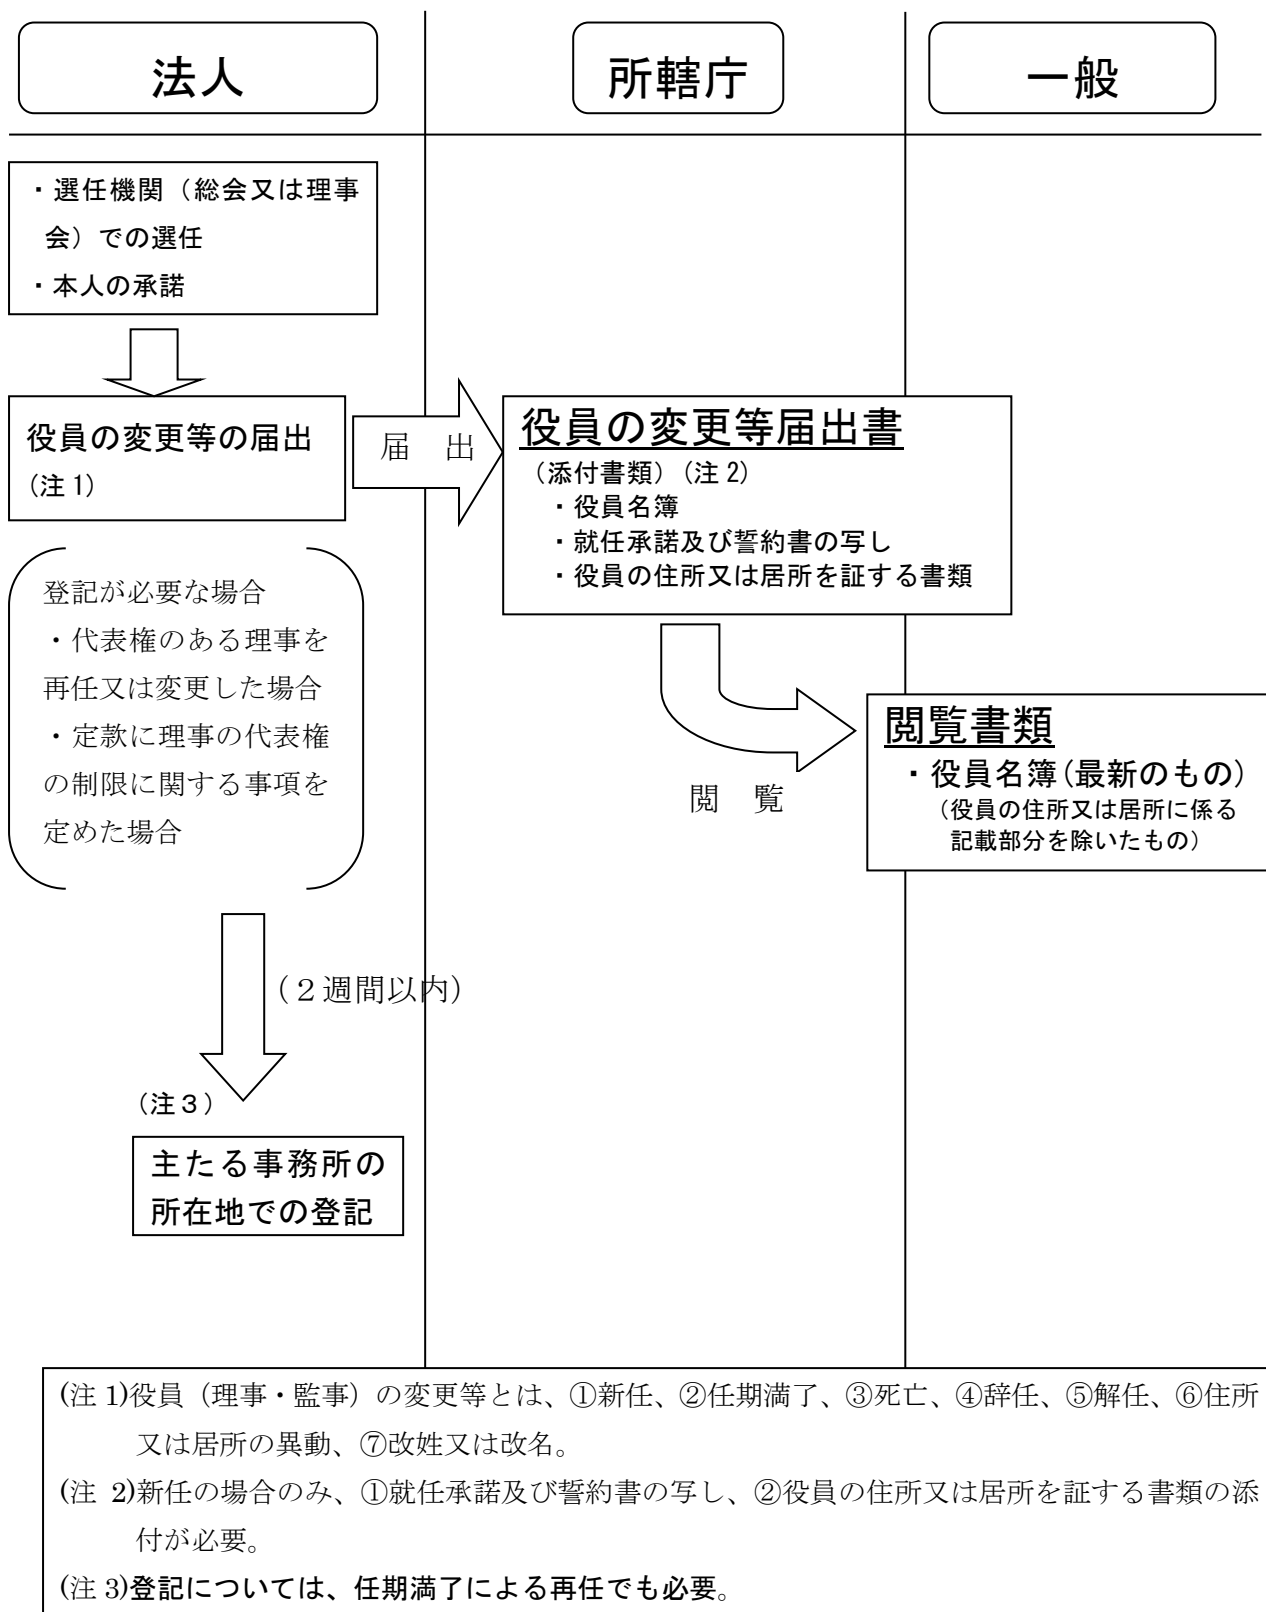 法人
所轄庁
一般
・選任機関（総会又は理事
会）での選任
・本人の承諾
役員の変更等の届出
(注 1)
届　出
役員の変更等届出書
（添付書類）(注 2)
・役員名簿
・就任承諾及び誓約書の写し
・役員の住所又は居所を証する書類
登記が必要な場合
・代表権のある理事を
再任又は変更した場合
・定款に理事の代表権
の制限に関する事項を
定めた場合
閲　覧
閲覧書類
・役員名簿(最新のもの)
（役員の住所又は居所に係る
記載部分を除いたもの）
（２週間以内）
（注３）
主たる事務所の
所在地での登記
(注 1)役員（理事・監事）の変更等とは、①新任、②任期満了、③死亡、④辞任、⑤解任、⑥住所
又は居所の異動、⑦改姓又は改名。
(注 2)新任の場合のみ、①就任承諾及び誓約書の写し、②役員の住所又は居所を証する書類の添
付が必要。
(注 3)登記については、任期満了による再任でも必要。